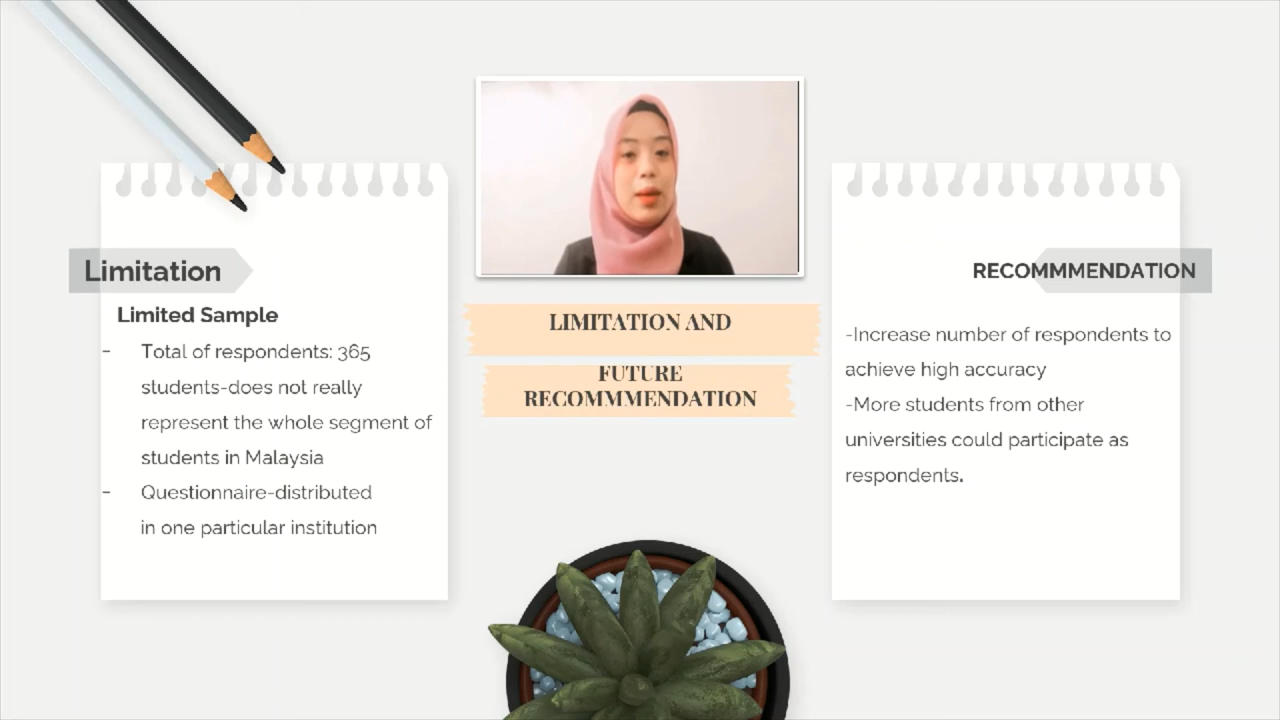 Limitation
Limited Sample
- Total of respondents: 365
students-does not really
represent the whole segment of
students in Malaysia
- Questionnaire-distributed
in one particular institution
LIMITATION AND
FUTURE
RECOMMMENDATION
RECOMMMENDATION
-Increase number of respondents to
achieve high accuracy
-More students from other
universities could participate as
respondents.